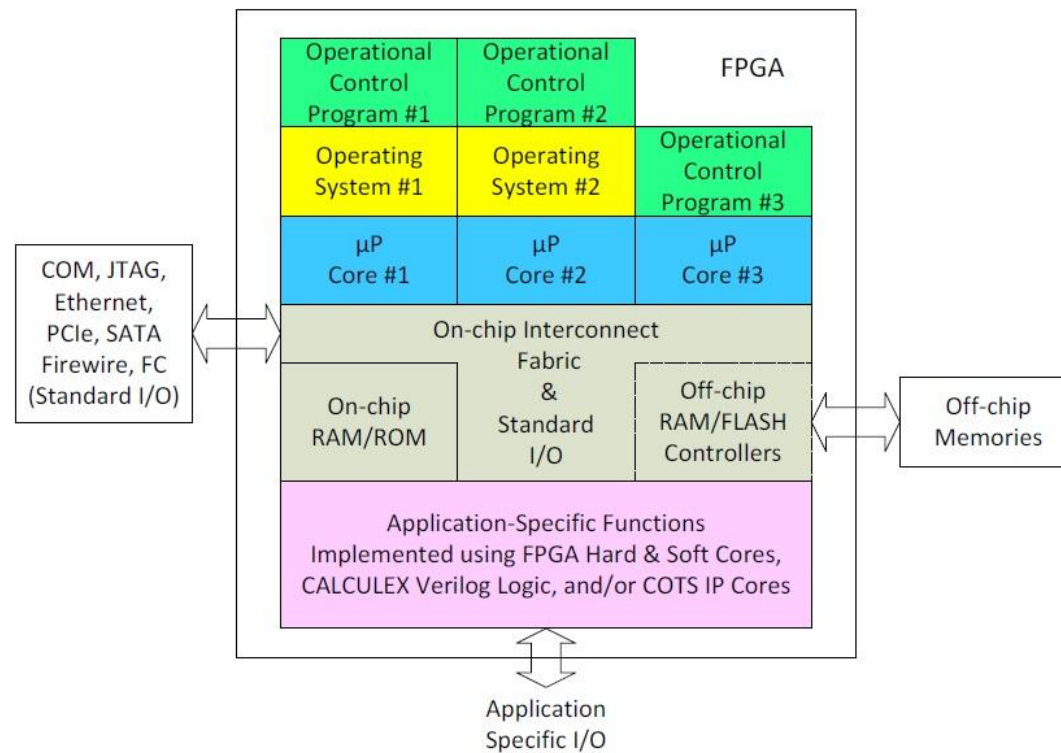 FPGA
Operational
Control
Program #1
Operational
Control
Program #2
Operating
System #1
Operating
System #2
Operational
Control
Program #3
µP
Core #1
µP
Core #2
µP
Core #3
COM, JTAG,
Ethernet,
PCIe, SATA
Firewire, FC
(Standard I/O)
On-chip Interconnect
Fabric
&
Standard
I/O
On-chip
RAM/ROM
Off-chip
RAM/FLASH
Controllers
Off-chip
Memories
Application-Specific Functions
Implemented using FPGA Hard & Soft Cores,
CALCULEX Verilog Logic, and/or COTS IP Cores
Application
Specific I/O